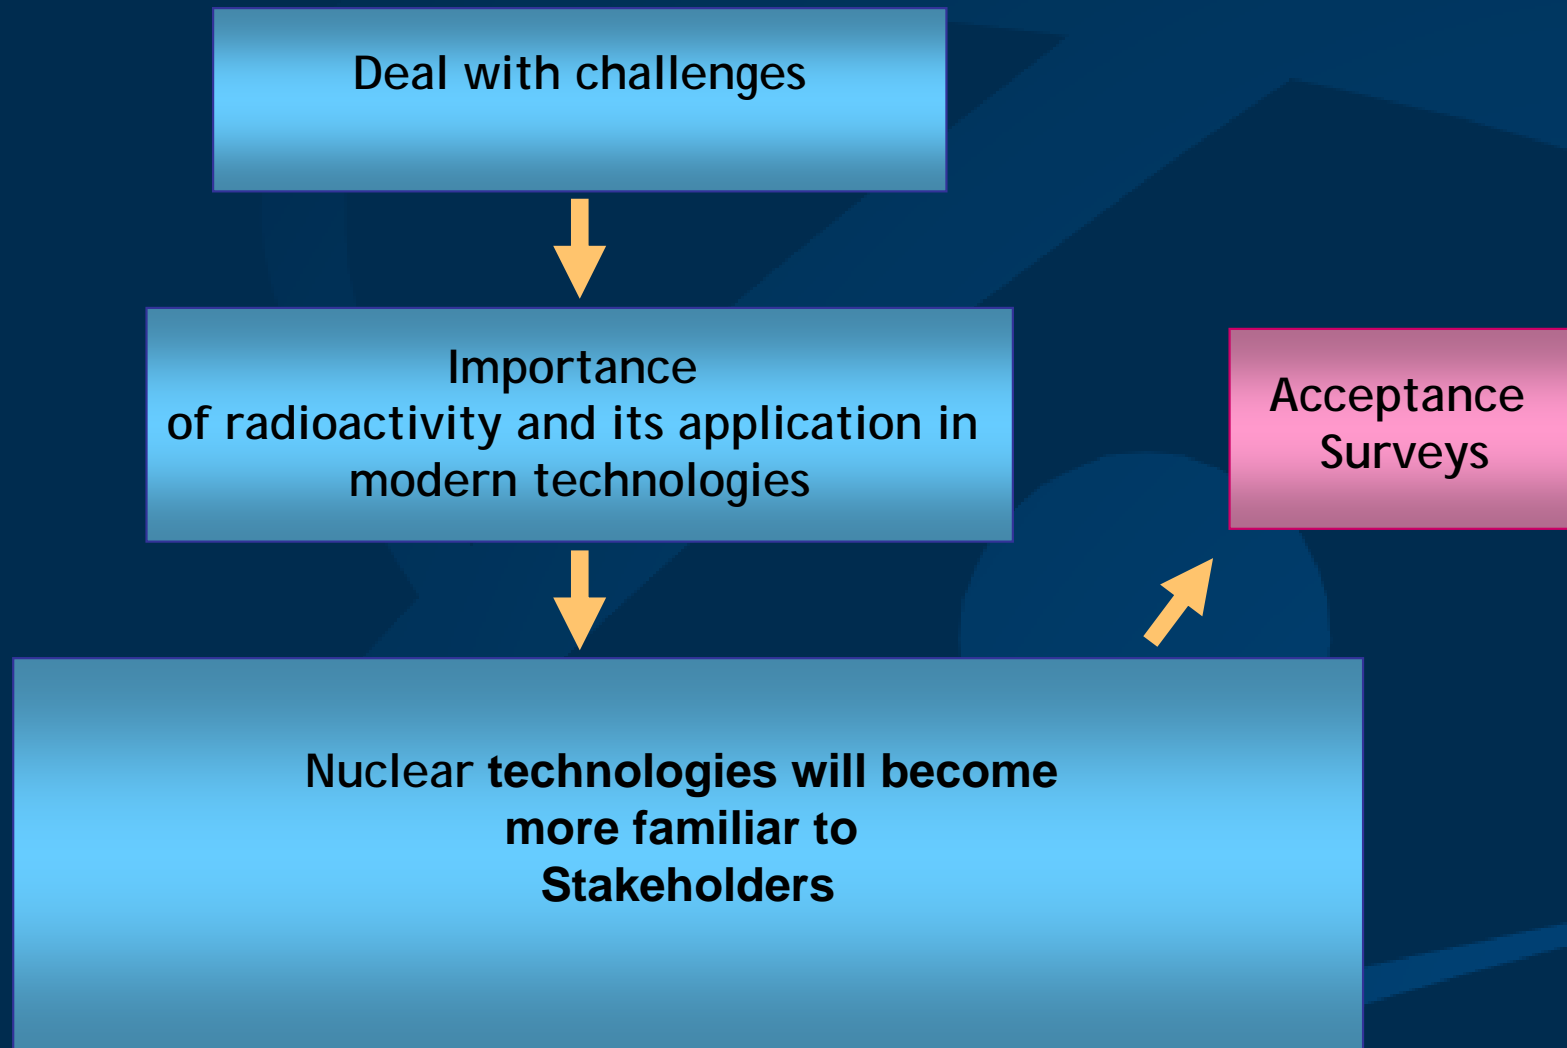 Deal with challenges
Importance
of radioactivity and its application in
modern technologies
Acceptance
Surveys
Nuclear technologies will become
more familiar to
Stakeholders